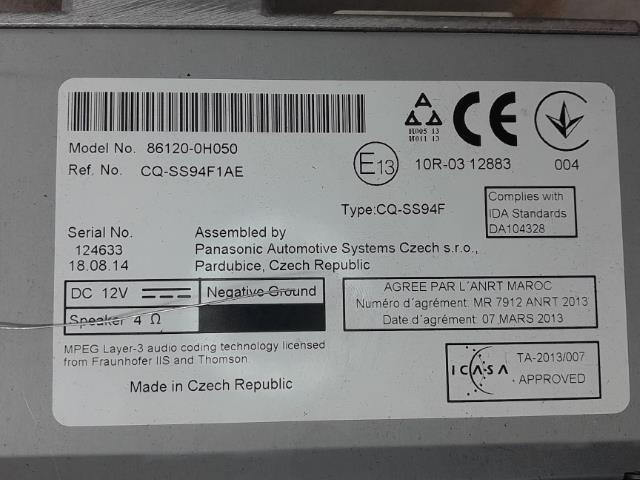 Model No. 86120-0H050
Ref. No. CQ-SS94F1AE
E13
10R-03 12883
004
CE
Type:CQ-SS94F
Complies with
IDA Standards
DA104328
Serial No.
124633
18.08.14
Assembled by
Panasonic Automotive Systems Czech s.r.o.,
Pardubice, Czech Republic
DC 12V
Negative Ground
Speaker 4 Ω
AGREE PAR L'ANRT MAROC
Numéro d'agrément: MR 7912 ANRT 2013
Date d'agrément: 07 MARS 2013
MPEG Layer-3 audio coding technology licensed
from Fraunhofer IIS and Thomson.
Made in Czech Republic
ICASA
TA-2013/007
APPROVED